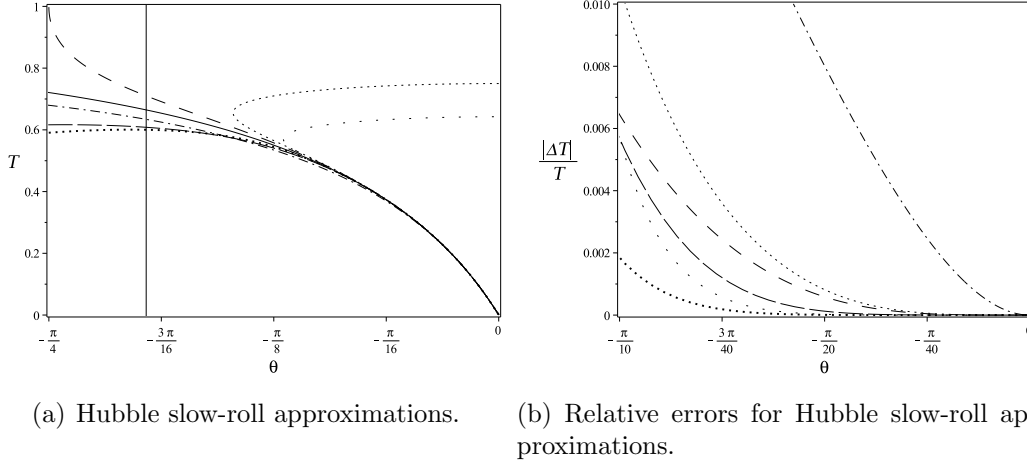 1
0.8
0.6
T
0.4
0.2
0
-π/4
-3π/16
-π/8
-π/16
0
θ
0.010
0.008
0.006
|ΔT|/T
0.004
0.002
0
-π/10
-3π/40
-π/20
-π/40
θ
(a) Hubble slow-roll approximations.
(b) Relative errors for Hubble slow-roll ap
proximations.